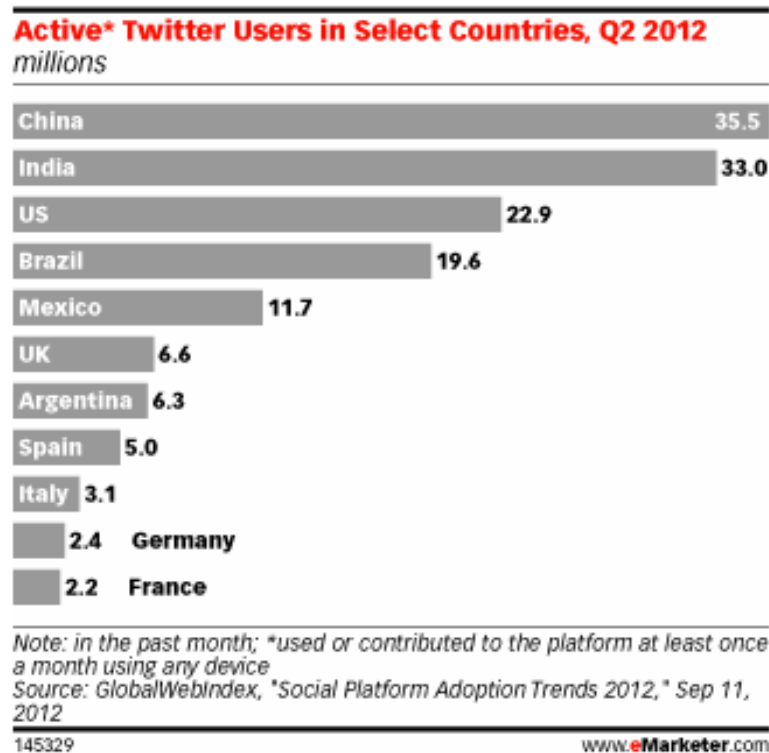 Active* Twitter Users in Select Countries, Q2 2012
millions
China 35.5
India 33.0
US 22.9
Brazil 19.6
Mexico 11.7
UK 6.6
Argentina 6.3
Spain 5.0
Italy 3.1
2.4 Germany
2.2 France
Note: in the past month; *used or contributed to the platform at least once
a month using any device
Source: GlobalWebIndex, "Social Platform Adoption Trends 2012," Sep 11,
2012
145329 www.eMarketer.com